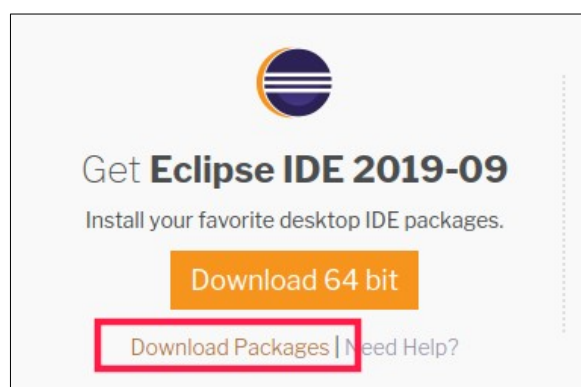 Get Eclipse IDE 2019-09
Install your favorite desktop IDE packages.
Download 64 bit
Download Packages | Need Help?